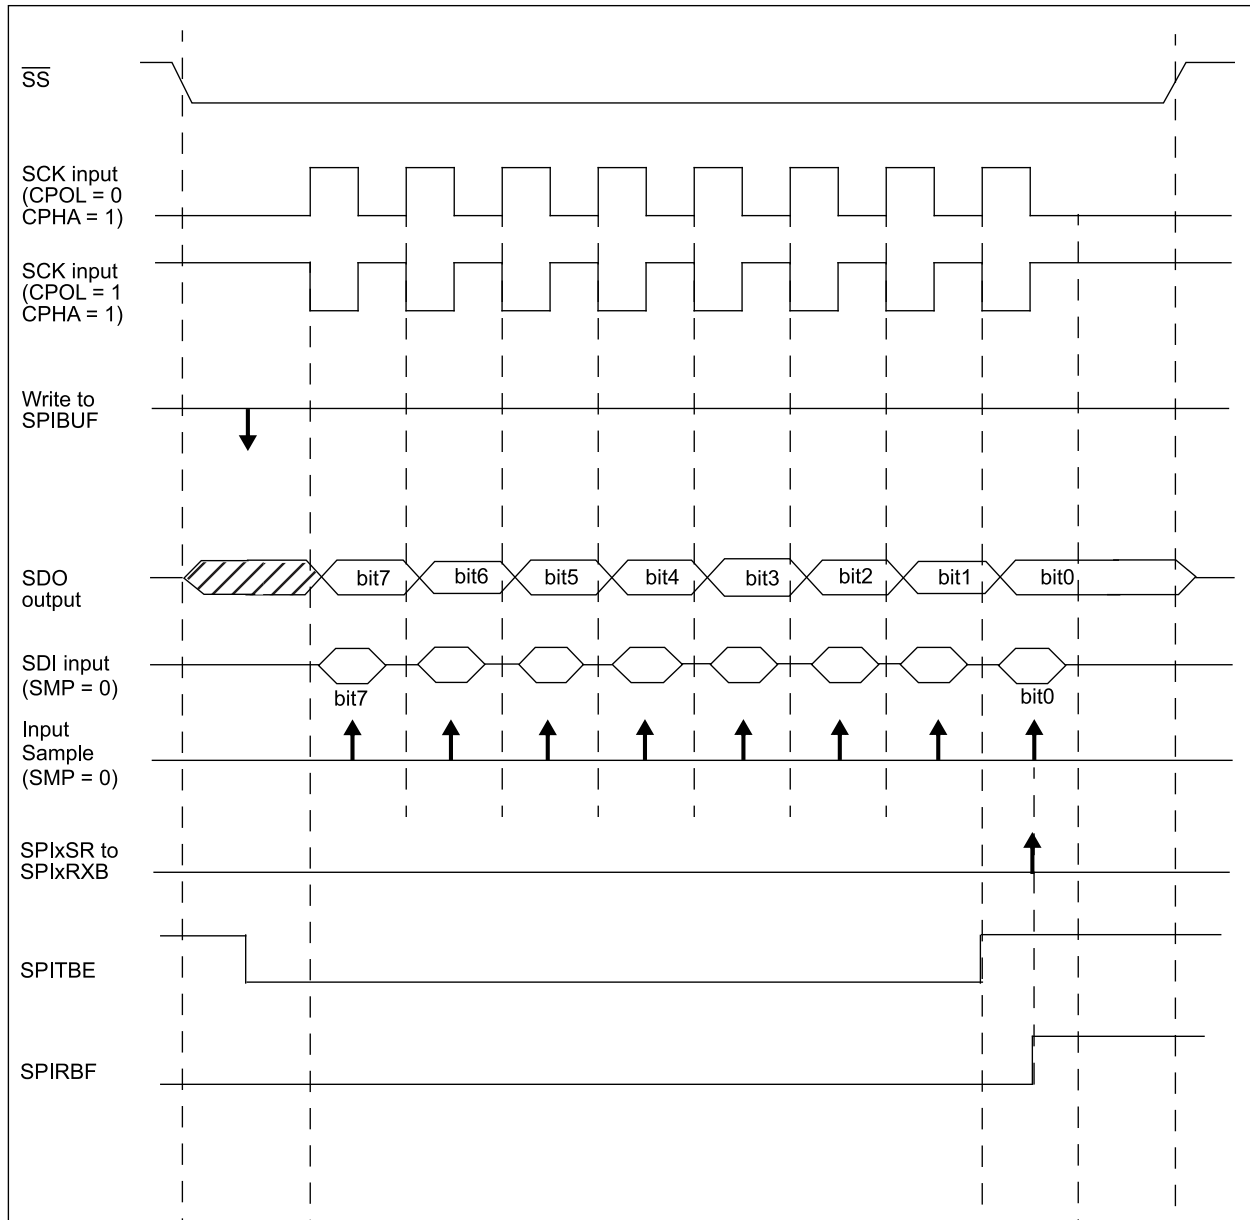 SS
SCK input
(CPOL = 0
CPHA = 1)
SCK input
(CPOL = 1
CPHA = 1)
Write to
SPIBUF
SDO
output
bit7 bit6 bit5 bit4 bit3 bit2 bit1 bit0
SDI input
(SMP = 0)
bit7 bit0
Input
Sample
(SMP = 0)
SPIxSR to
SPIxRXB
SPITBE
SPIRBF